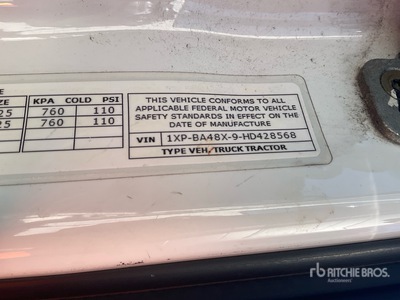 E
ZE KPA COLD PSI
25 760 110
25 760 110
THIS VEHICLE CONFORMS TO ALL
APPLICABLE FEDERAL MOTOR VEHICLE
SAFETY STANDARDS IN EFFECT ON THE
DATE OF MANUFACTURE
VIN 1XP-BA48X-9-HD428568
TYPE VEH. TRUCK TRACTOR
rb RITCHIE BROS.
Auctioneers